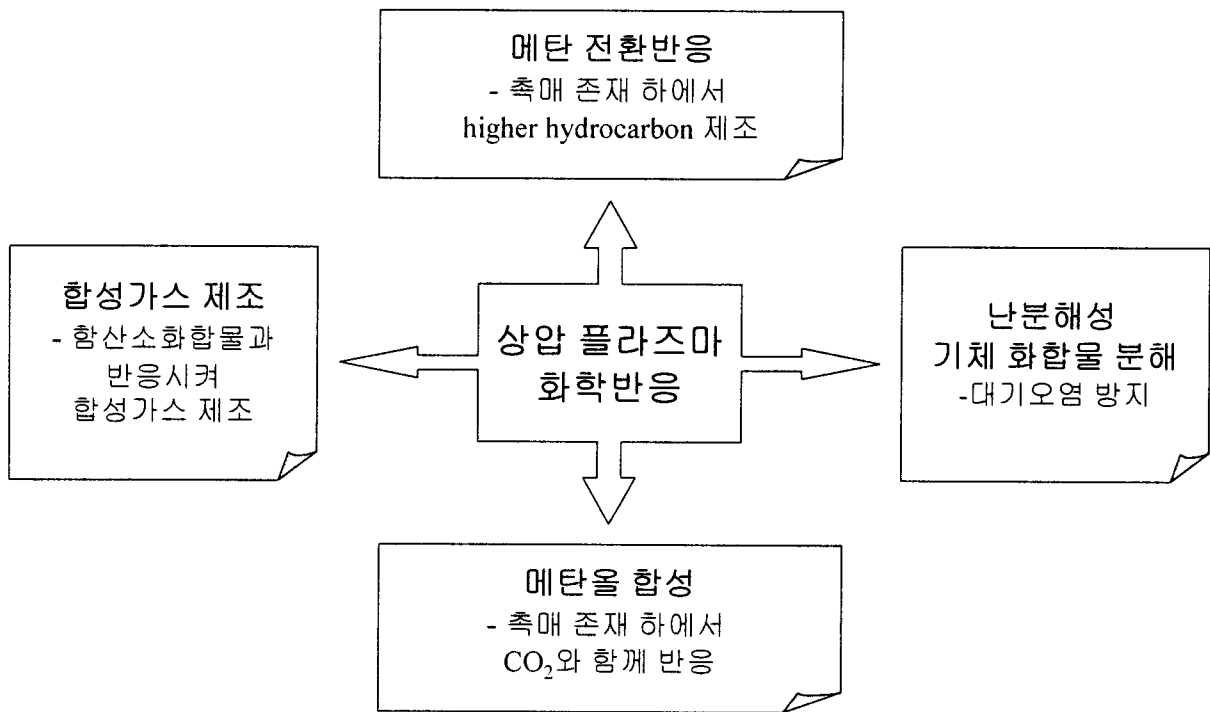 메탄 전환반응
- 촉매 존재 하에서
higher hydrocarbon 제조
합성가스 제조
- 함산소화합물과
반응시켜
합성가스 제조
상압 플라즈마
화학반응
난분해성
기체 화합물 분해
-대기오염 방지
메탄올 합성
- 촉매 존재 하에서
CO₂와 함께 반응